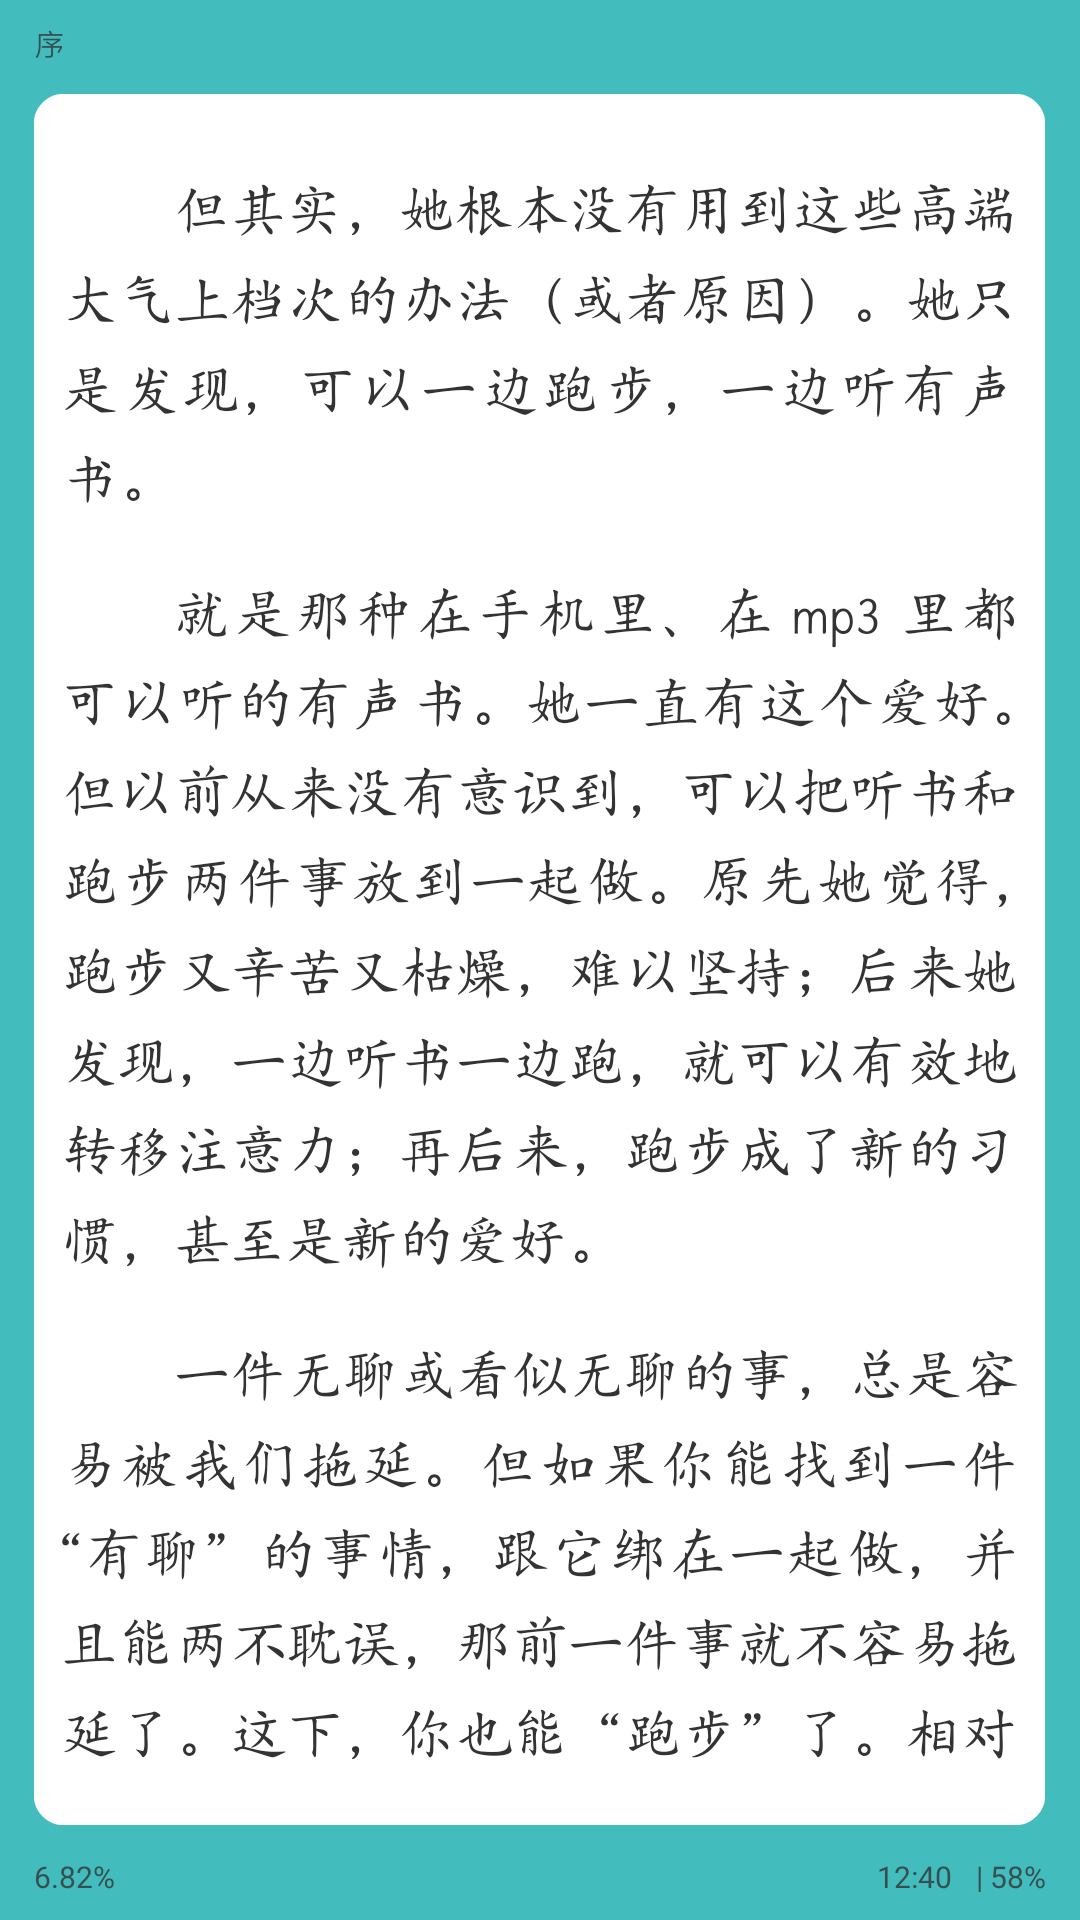 序
但其实，她根本没有用到这些高端
大气上档次的办法（或者原因）。她只
是发现，可以一边跑步，一边听有声
书。
就是那种在手机里、在 mp3 里都
可以听的有声书。她一直有这个爱好。
但以前从来没有意识到，可以把听书和
跑步两件事放到一起做。原先她觉得，
跑步又辛苦又枯燥，难以坚持；后来她
发现，一边听书一边跑，就可以有效地
转移注意力；再后来，跑步成了新的习
惯，甚至是新的爱好。
一件无聊或看似无聊的事，总是容
易被我们拖延。但如果你能找到一件
“有聊”的事情，跟它绑在一起做，并
且能两不耽误，那前一件事就不容易拖
延了。这下，你也能“跑步”了。相对
6.82%
12:40 | 58%